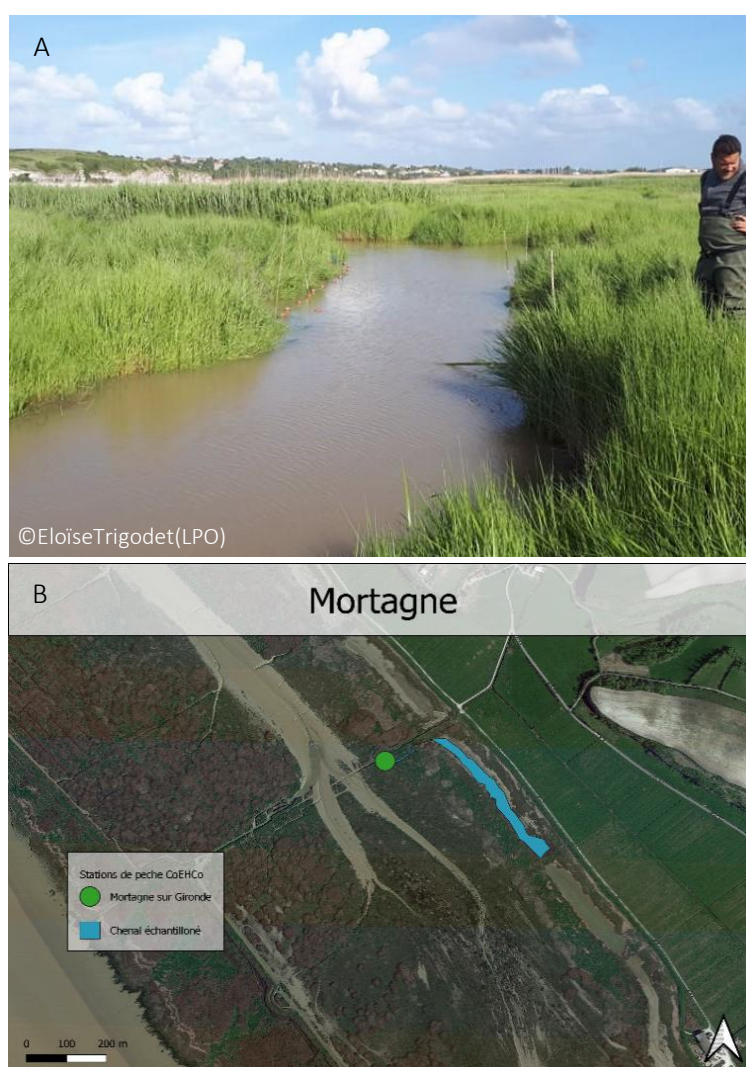 A
©EloïseTrigodet(LPO)
B
Mortagne
Stations de peche CoEHCo
Mortagne sur Gironde
Chenal échantilloné
0 100 200 m